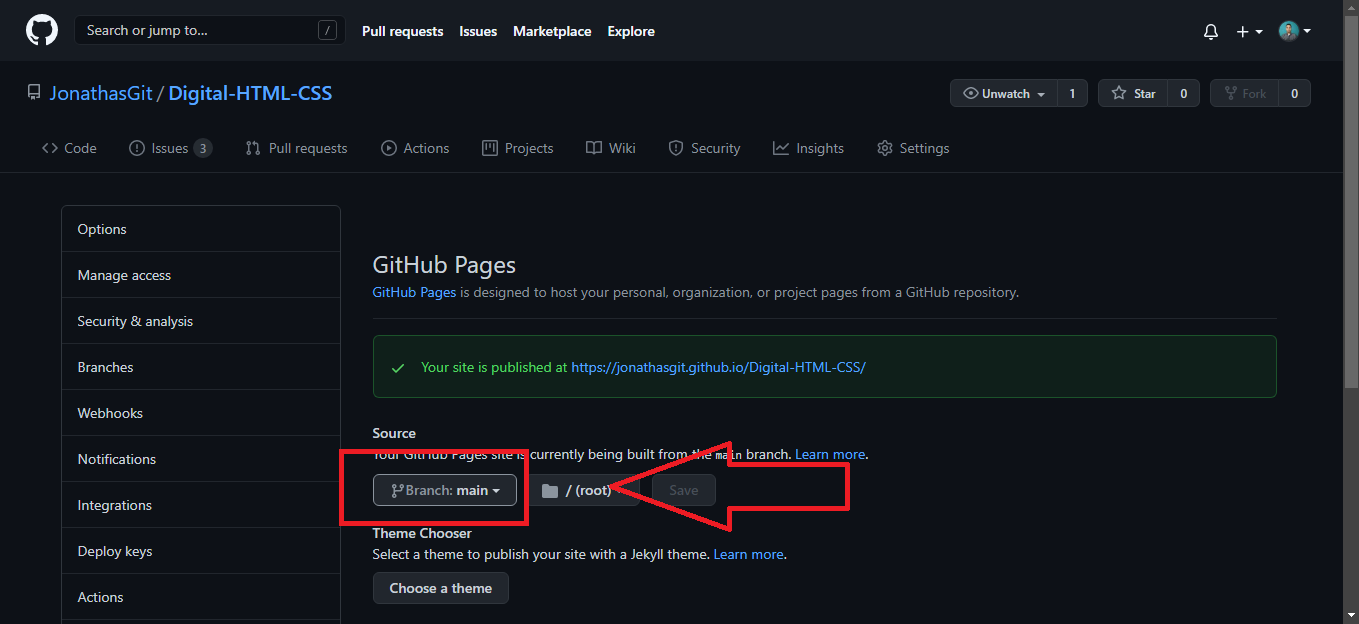 Search or jump to... /
Pull requests Issues Marketplace Explore
JonathasGit / Digital-HTML-CSS
Unwatch 1 Star 0 Fork 0
Code Issues 3 Pull requests Actions Projects Wiki Security Insights Settings
Options
Manage access
Security & analysis
Branches
Webhooks
Notifications
Integrations
Deploy keys
Actions
GitHub Pages
GitHub Pages is designed to host your personal, organization, or project pages from a GitHub repository.
Your site is published at https://jonathasgit.github.io/Digital-HTML-CSS/
Source
Your GitHub Pages site is currently being built from the main branch. Learn more.
Branch: main / (root) Save
Theme Chooser
Select a theme to publish your site with a Jekyll theme. Learn more.
Choose a theme